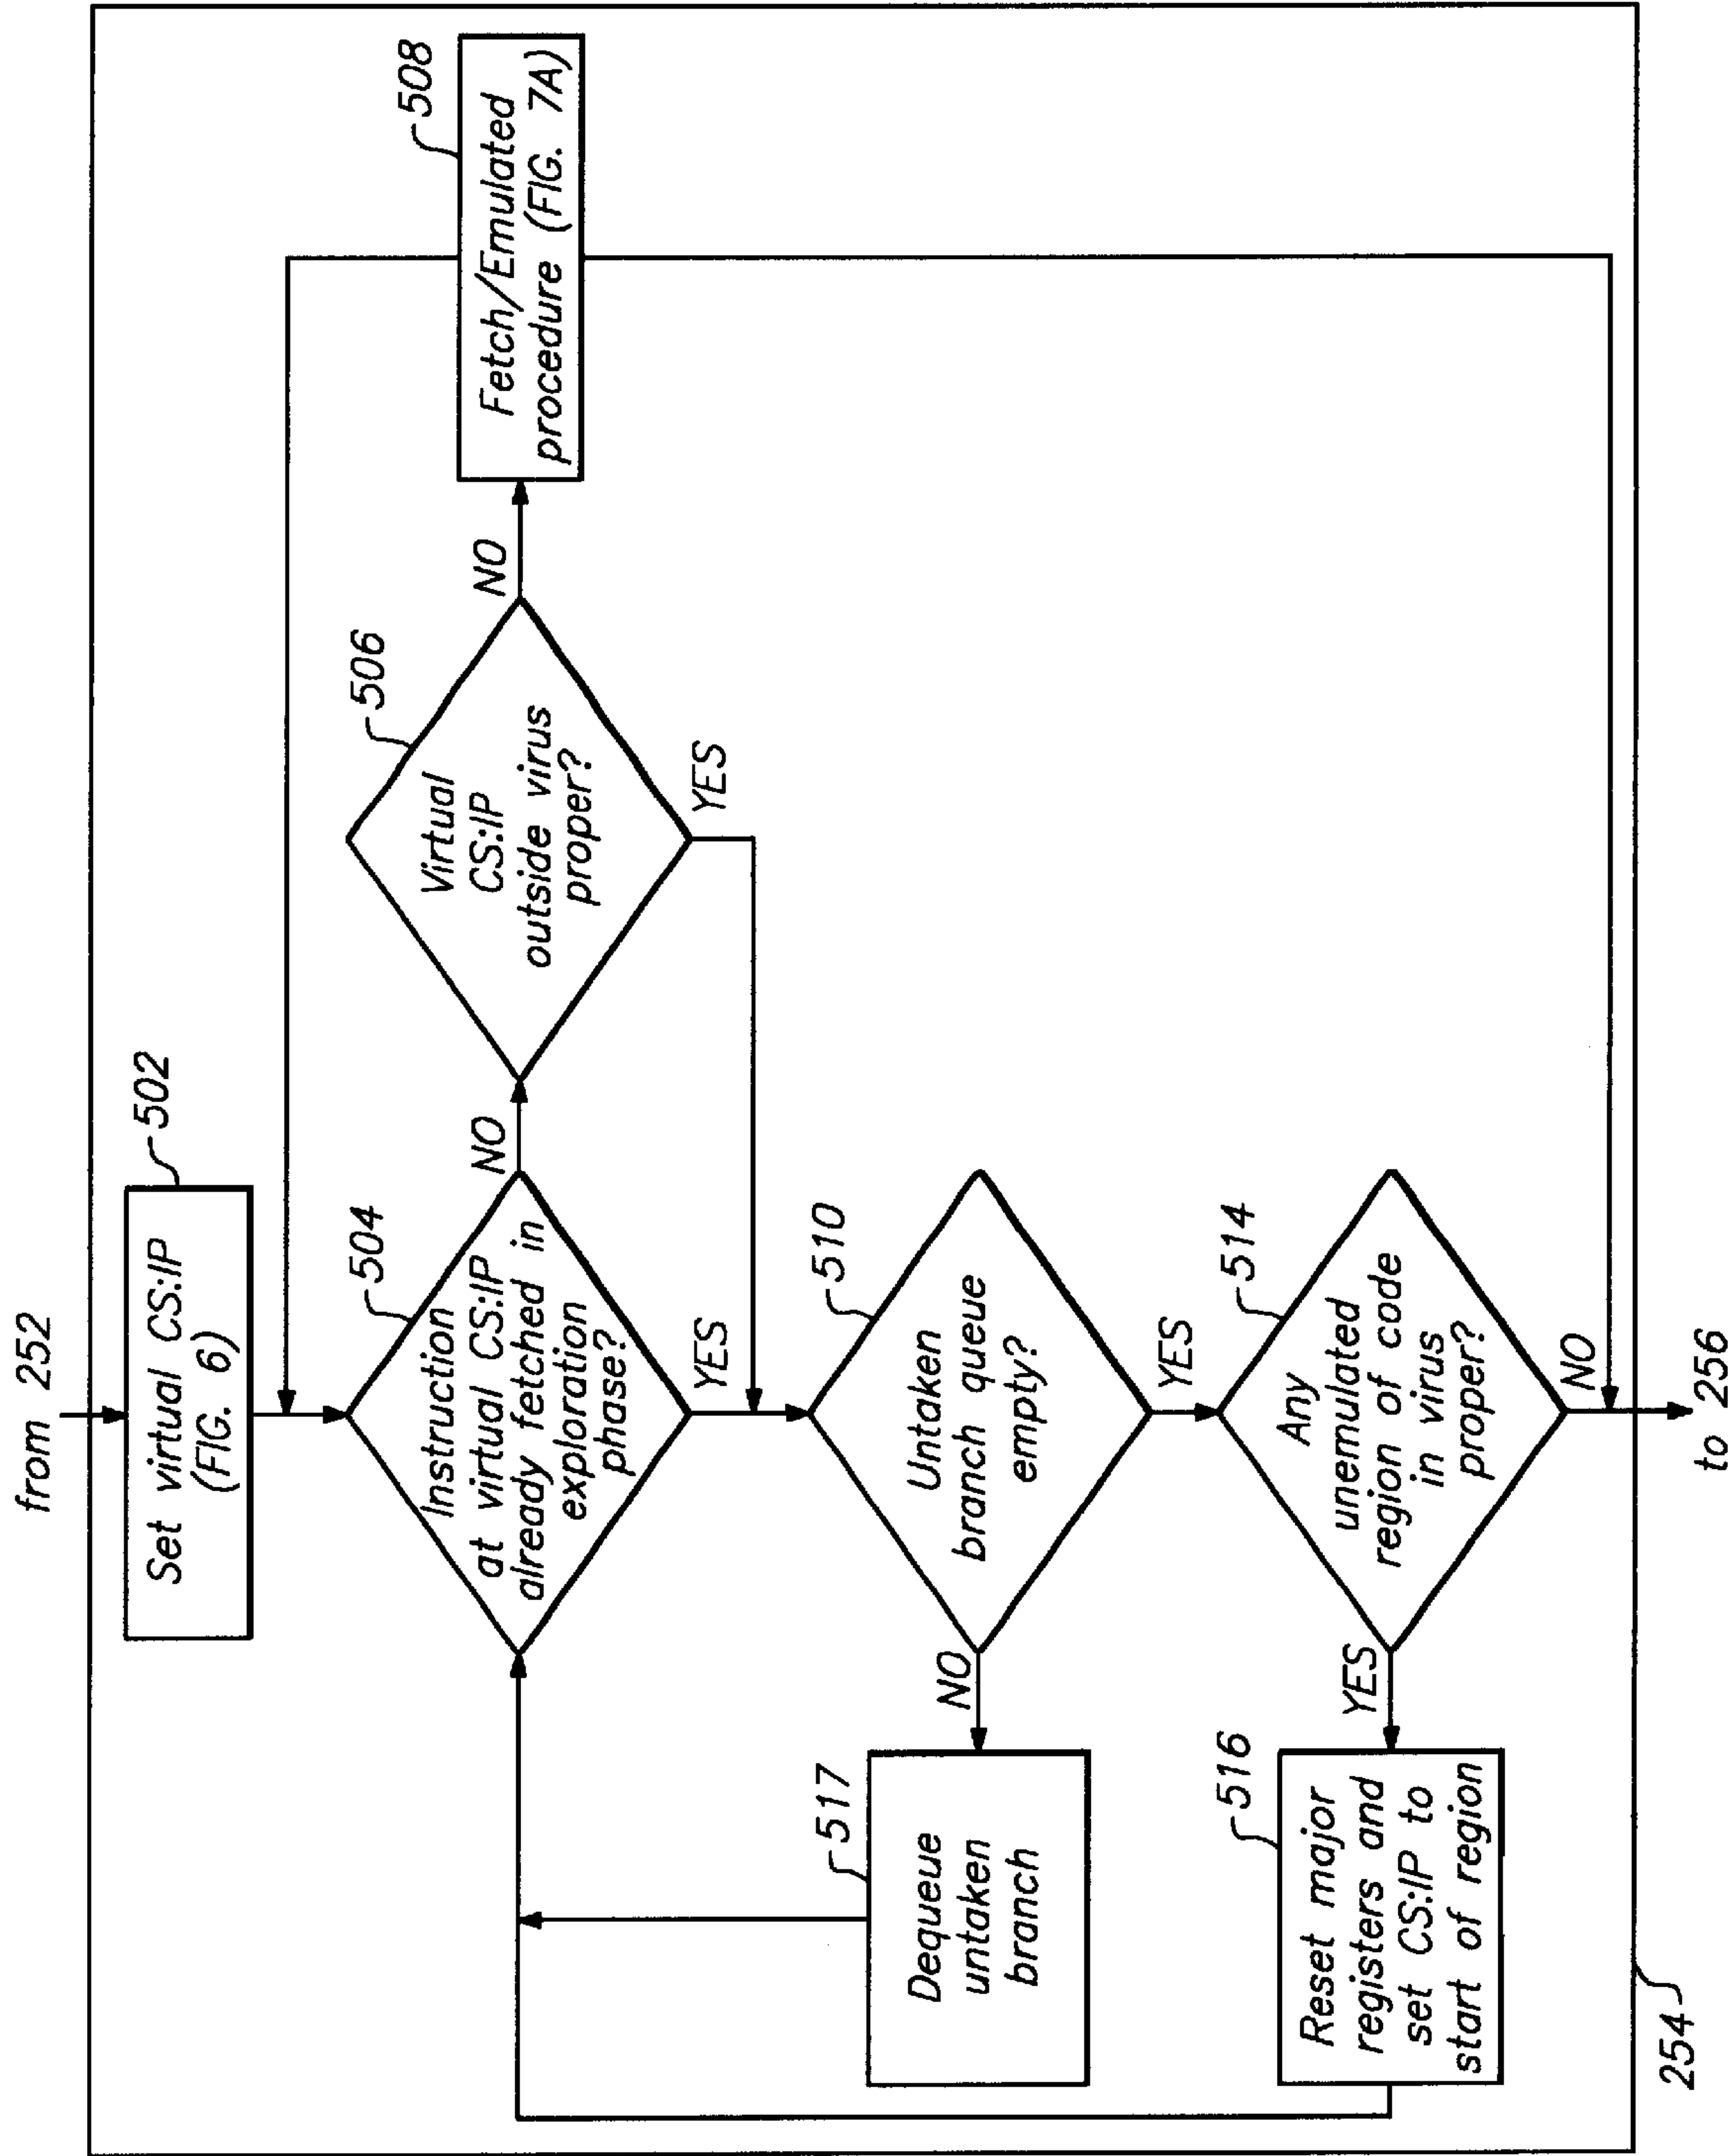 from 252
Set virtual CS:IP
(FIG. 6)
502
Instruction
at virtual CS:IP
already fetched in
exploration
phase?
504
NO
YES
Virtual
CS:IP
outside virus
proper?
506
NO
YES
Fetch/Emulated
procedure (FIG. 7A)
508
Untaken
branch queue
empty?
510
NO
YES
Dequeue
untaken
branch
517
Any
unemulated
region of code
in virus
proper?
514
YES
NO
Reset major
registers and
set CS:IP to
start of region
516
254
to 256